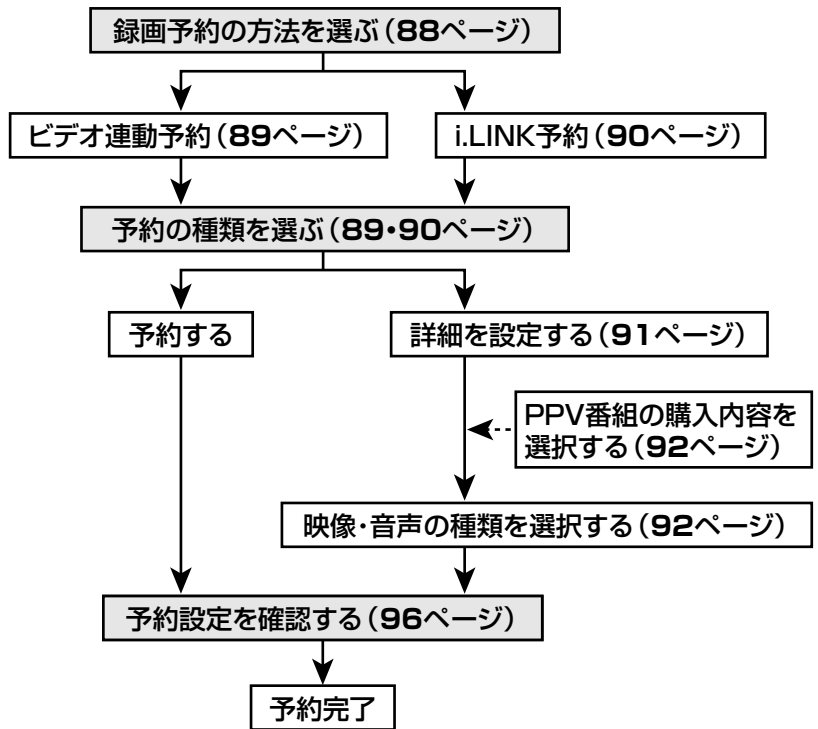 録画予約の方法を選ぶ（88ページ）
ビデオ連動予約（89ページ）
i.LINK予約（90ページ）
予約の種類を選ぶ（89・90ページ）
予約する
詳細を設定する（91ページ）
PPV番組の購入内容を
選択する（92ページ）
映像・音声の種類を選択する（92ページ）
予約設定を確認する（96ページ）
予約完了